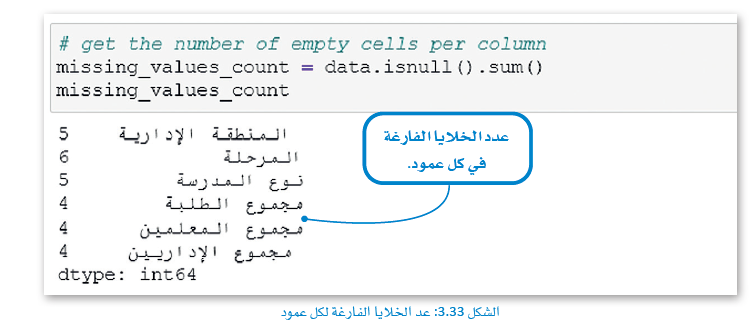 # get the number of empty cells per column
missing_values_count = data.isnull().sum()
missing_values_count
المنطقة الإدارية 5
المرحلة 6
نوع المدرسة 5
مجموع الطلبة 4
مجموع المعلمين 4
مجموع الإداريين 4
dtype: int64
عدد الخلايا الفارغة
في كل عمود.
الشكل 3.33: عد الخلايا الفارغة لكل عمود